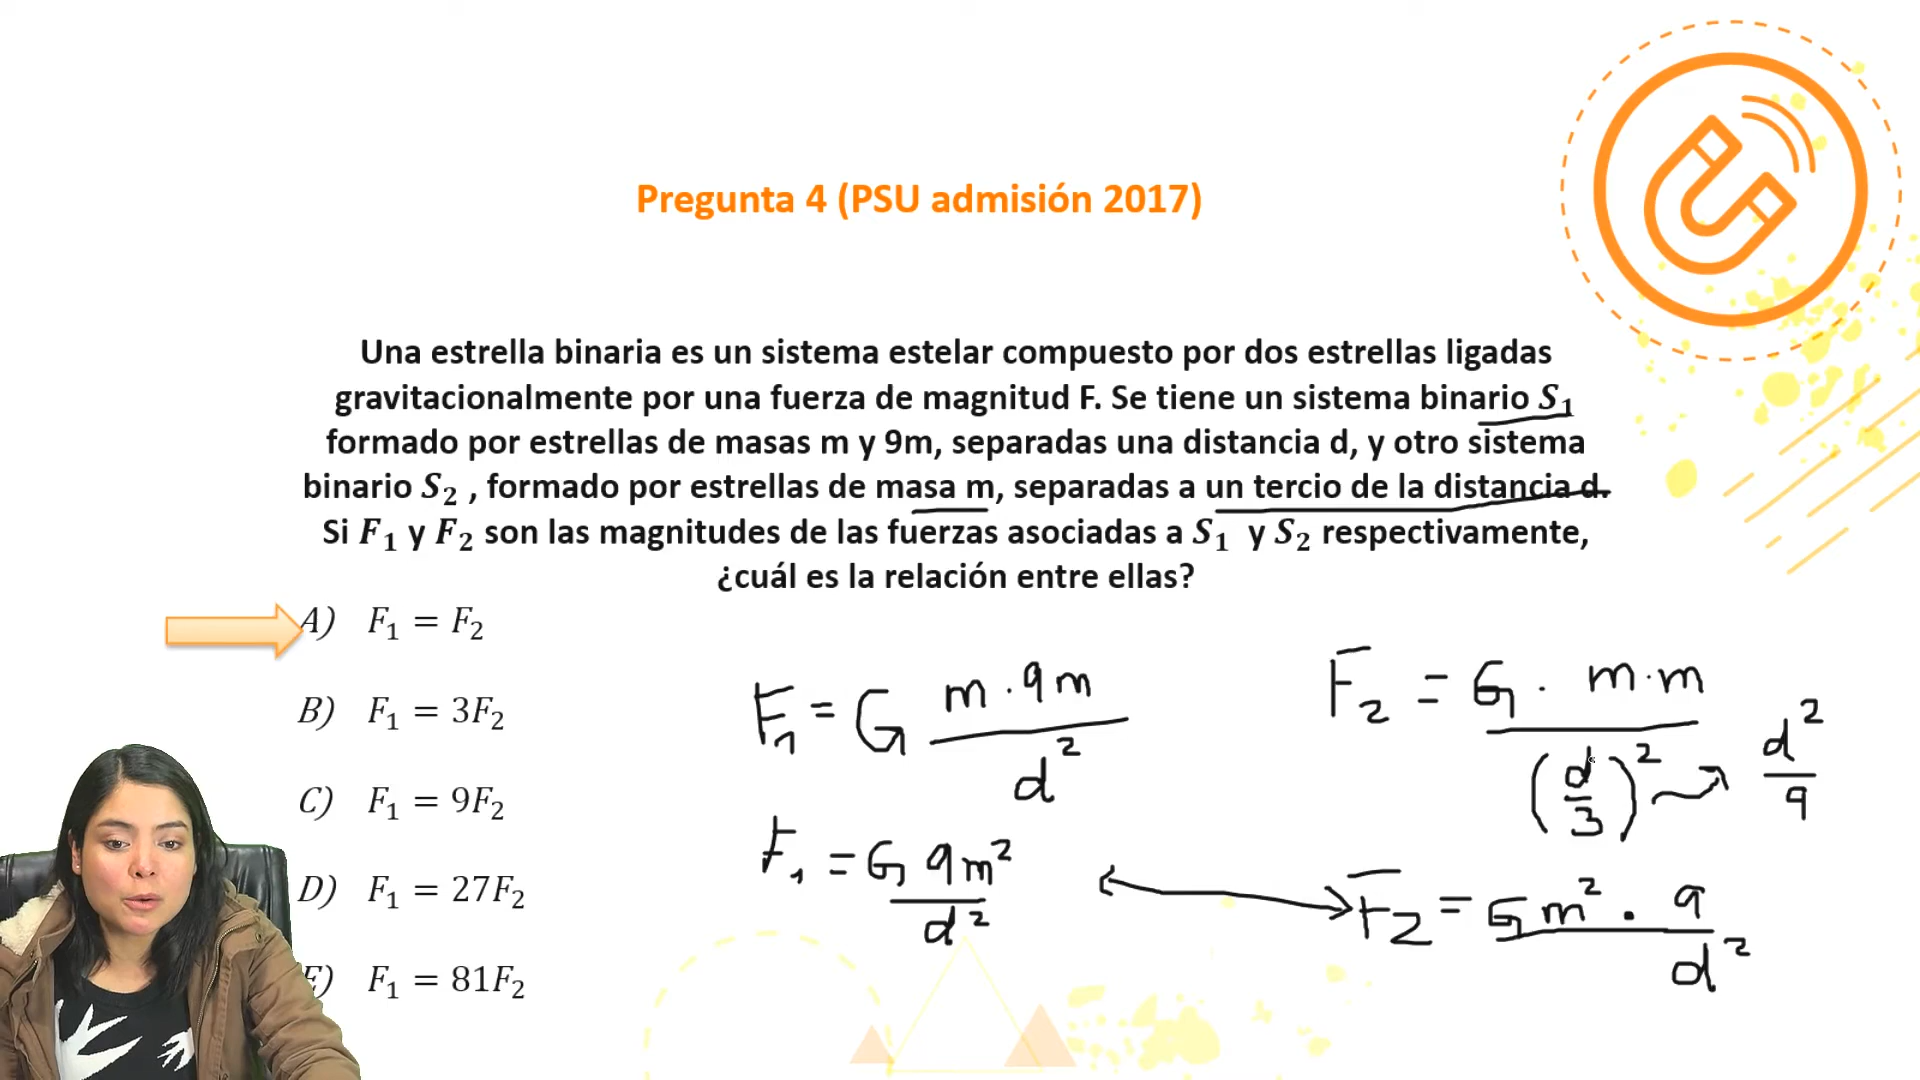 Pregunta 4 (PSU admisión 2017)
Una estrella binaria es un sistema estelar compuesto por dos estrellas ligadas
gravitacionalmente por una fuerza de magnitud F. Se tiene un sistema binario S₁
formado por estrellas de masas m y 9m, separadas una distancia d, y otro sistema
binario S₂ , formado por estrellas de masa m, separadas a un tercio de la distancia d.
Si F₁ y F₂ son las magnitudes de las fuerzas asociadas a S₁ y S₂ respectivamente,
¿cuál es la relación entre ellas?
A) F₁ = F₂
B) F₁ = 3F₂
C) F₁ = 9F₂
D) F₁ = 27F₂
E) F₁ = 81F₂
F₁ = G m · 9m
d²
F₁ = G 9m²
d²
F₂ = G · m · m
(d/3)²
d²
9
F₂ = G m² · 9
d²